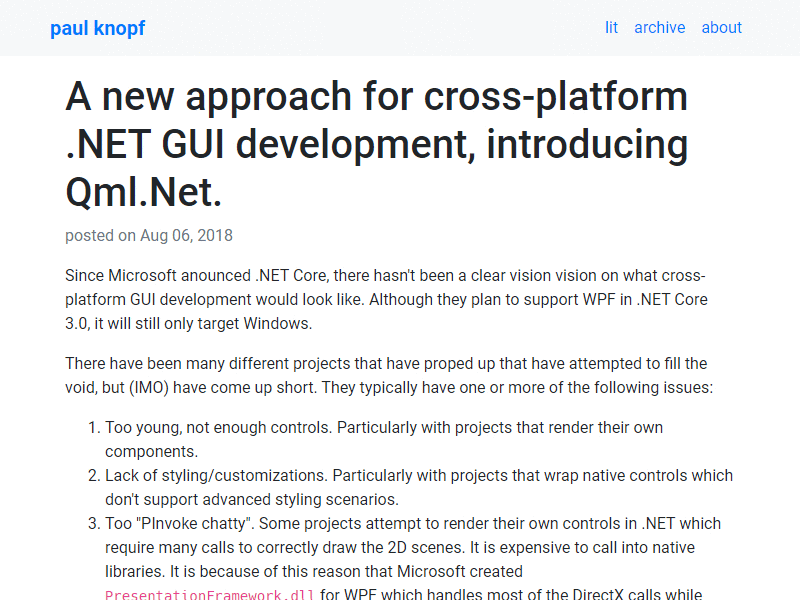 paul knopf
lit archive about
A new approach for cross-platform
.NET GUI development, introducing
Qml.Net.
posted on Aug 06, 2018
Since Microsoft anounced .NET Core, there hasn't been a clear vision vision on what cross-
platform GUI development would look like. Although they plan to support WPF in .NET Core
3.0, it will still only target Windows.
There have been many different projects that have proped up that have attempted to fill the
void, but (IMO) have come up short. They typically have one or more of the following issues:
1. Too young, not enough controls. Particularly with projects that render their own
components.
2. Lack of styling/customizations. Particularly with projects that wrap native controls which
don't support advanced styling scenarios.
3. Too "PInvoke chatty". Some projects attempt to render their own controls in .NET which
require many calls to correctly draw the 2D scenes. It is expensive to call into native
libraries. It is because of this reason that Microsoft created
PresentationFramework.dll for WPF which handles most of the DirectX calls while